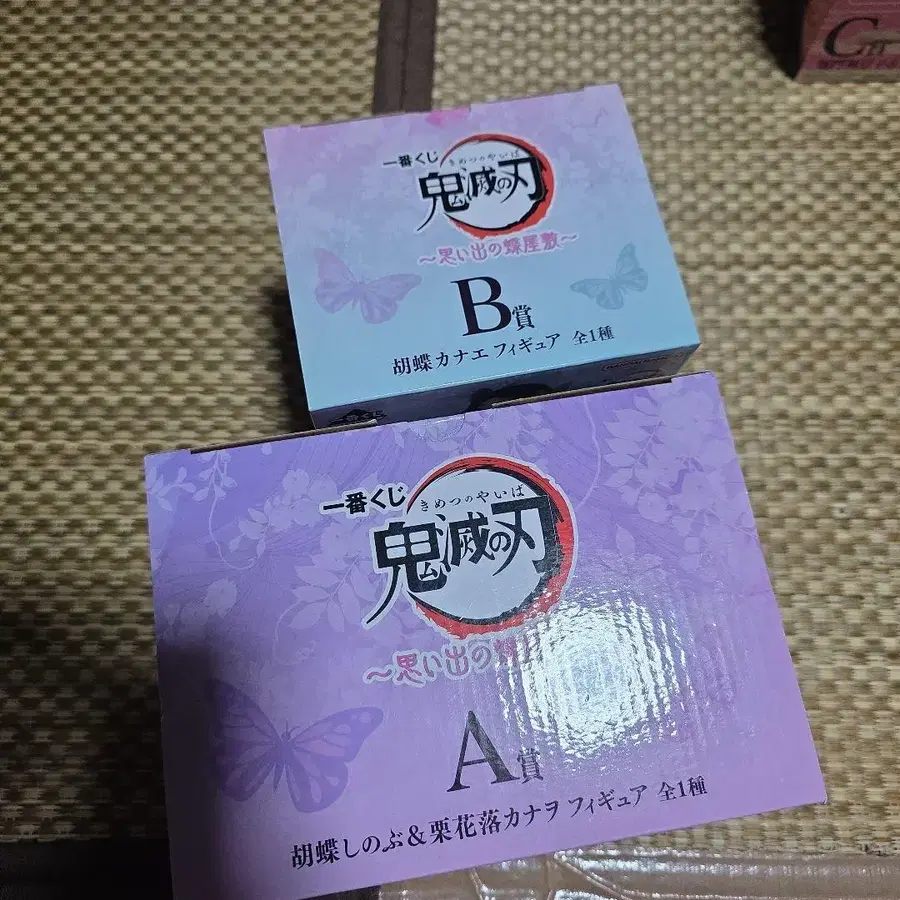 C賞
一番くじ
きめつのやいば
鬼滅の刃
～思い出の蝶屋敷～
B賞
胡蝶カナエ フィギュア 全1種
一番くじ
きめつのやいば
鬼滅の刃
～思い出の蝶
A賞
胡蝶しのぶ＆栗花落カナヲ フィギュア 全1種